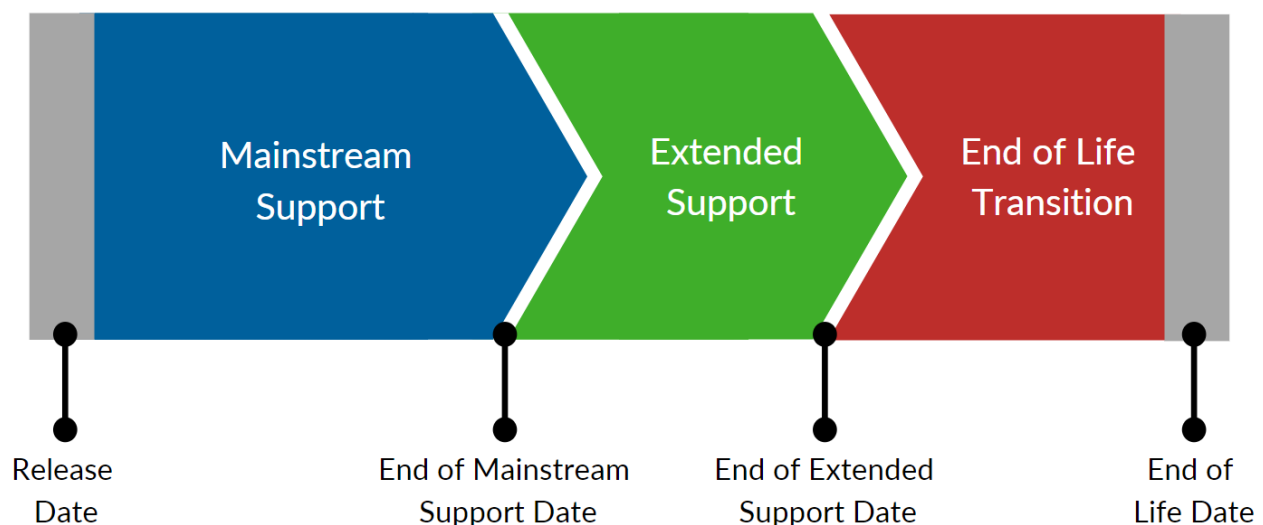 Mainstream
Support
Extended
Support
End of Life
Transition
Release
Date
End of Mainstream
Support Date
End of Extended
Support Date
End of
Life Date